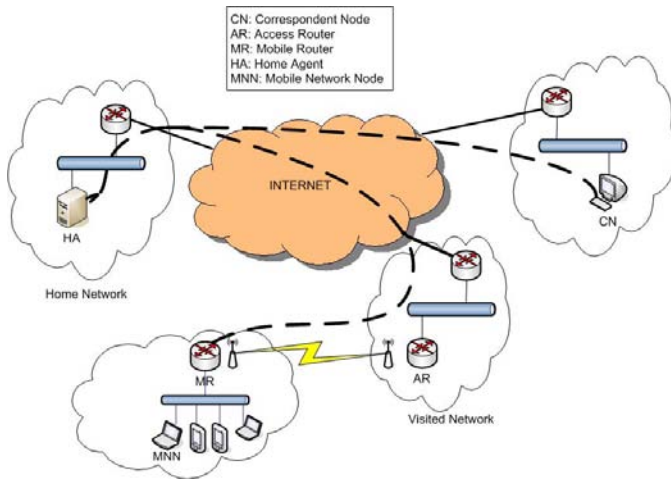 CN: Correspondent Node
AR: Access Router
MR: Mobile Router
HA: Home Agent
MNN: Mobile Network Node
INTERNET
HA
CN
Home Network
MR
AR
MNN
Visited Network